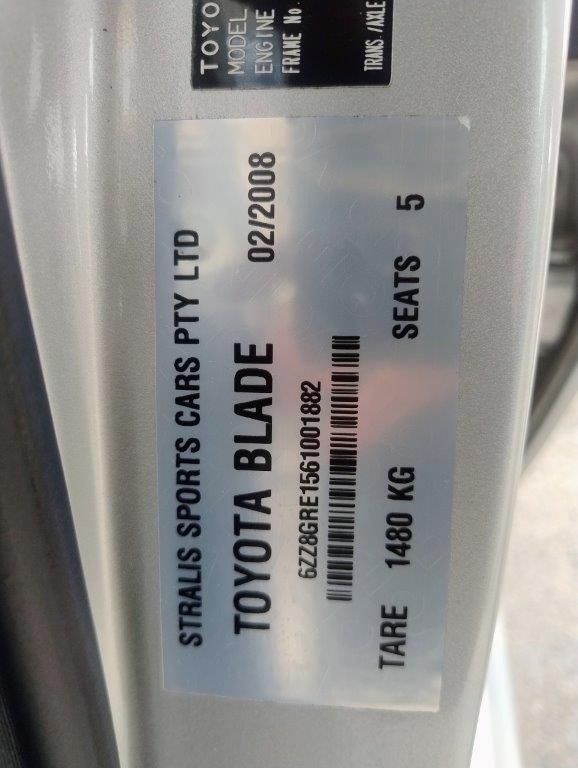 TOYO
MODEL
ENGINE
FRAME No.
TRANS /AXLE
STRALIS SPORTS CARS PTY LTD
TOYOTA BLADE 02/2008
6ZZ8GRE1561001882
TARE 1480 KG SEATS 5